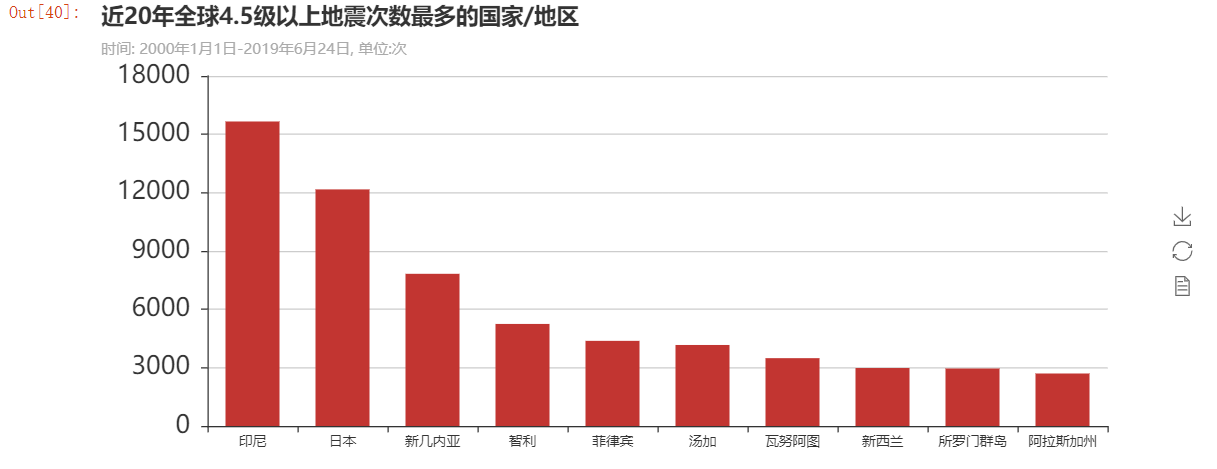 Out[40]:
近20年全球4.5级以上地震次数最多的国家/地区
时间: 2000年1月1日-2019年6月24日, 单位:次
18000
15000
12000
9000
6000
3000
0
印尼 日本 新几内亚 智利 菲律宾 汤加 瓦努阿图 新西兰 所罗门群岛 阿拉斯加州